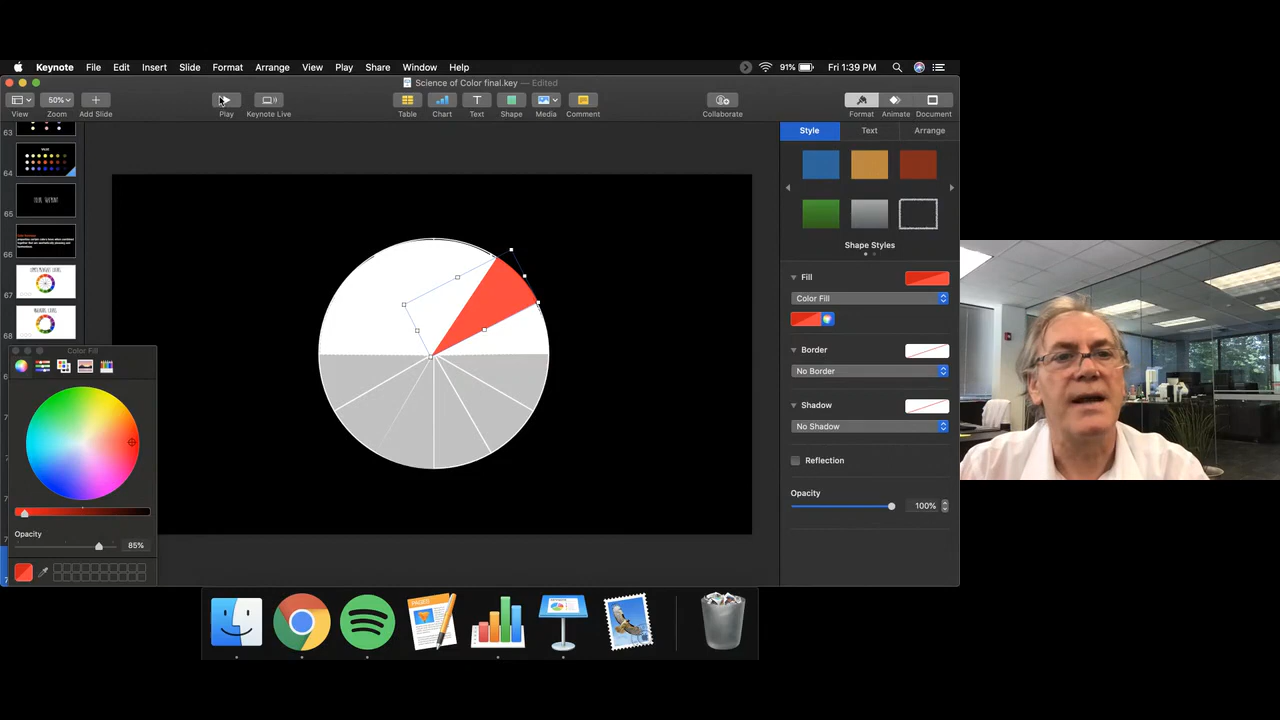 Keynote File Edit Insert Slide Format Arrange View Play Share Window Help 91% Fri 1:39 PM
Science of Color final.key — Edited
50%
View Zoom Add Slide Play Keynote Live Table Chart Text Shape Media Comment Collaborate Format Animate Document
Style Text Arrange
63
64
65
66
67
68
Shape Styles
Fill
Color Fill
Border
No Border
Shadow
No Shadow
Reflection
Opacity
100%
Color Fill
Opacity
85%
PAGES